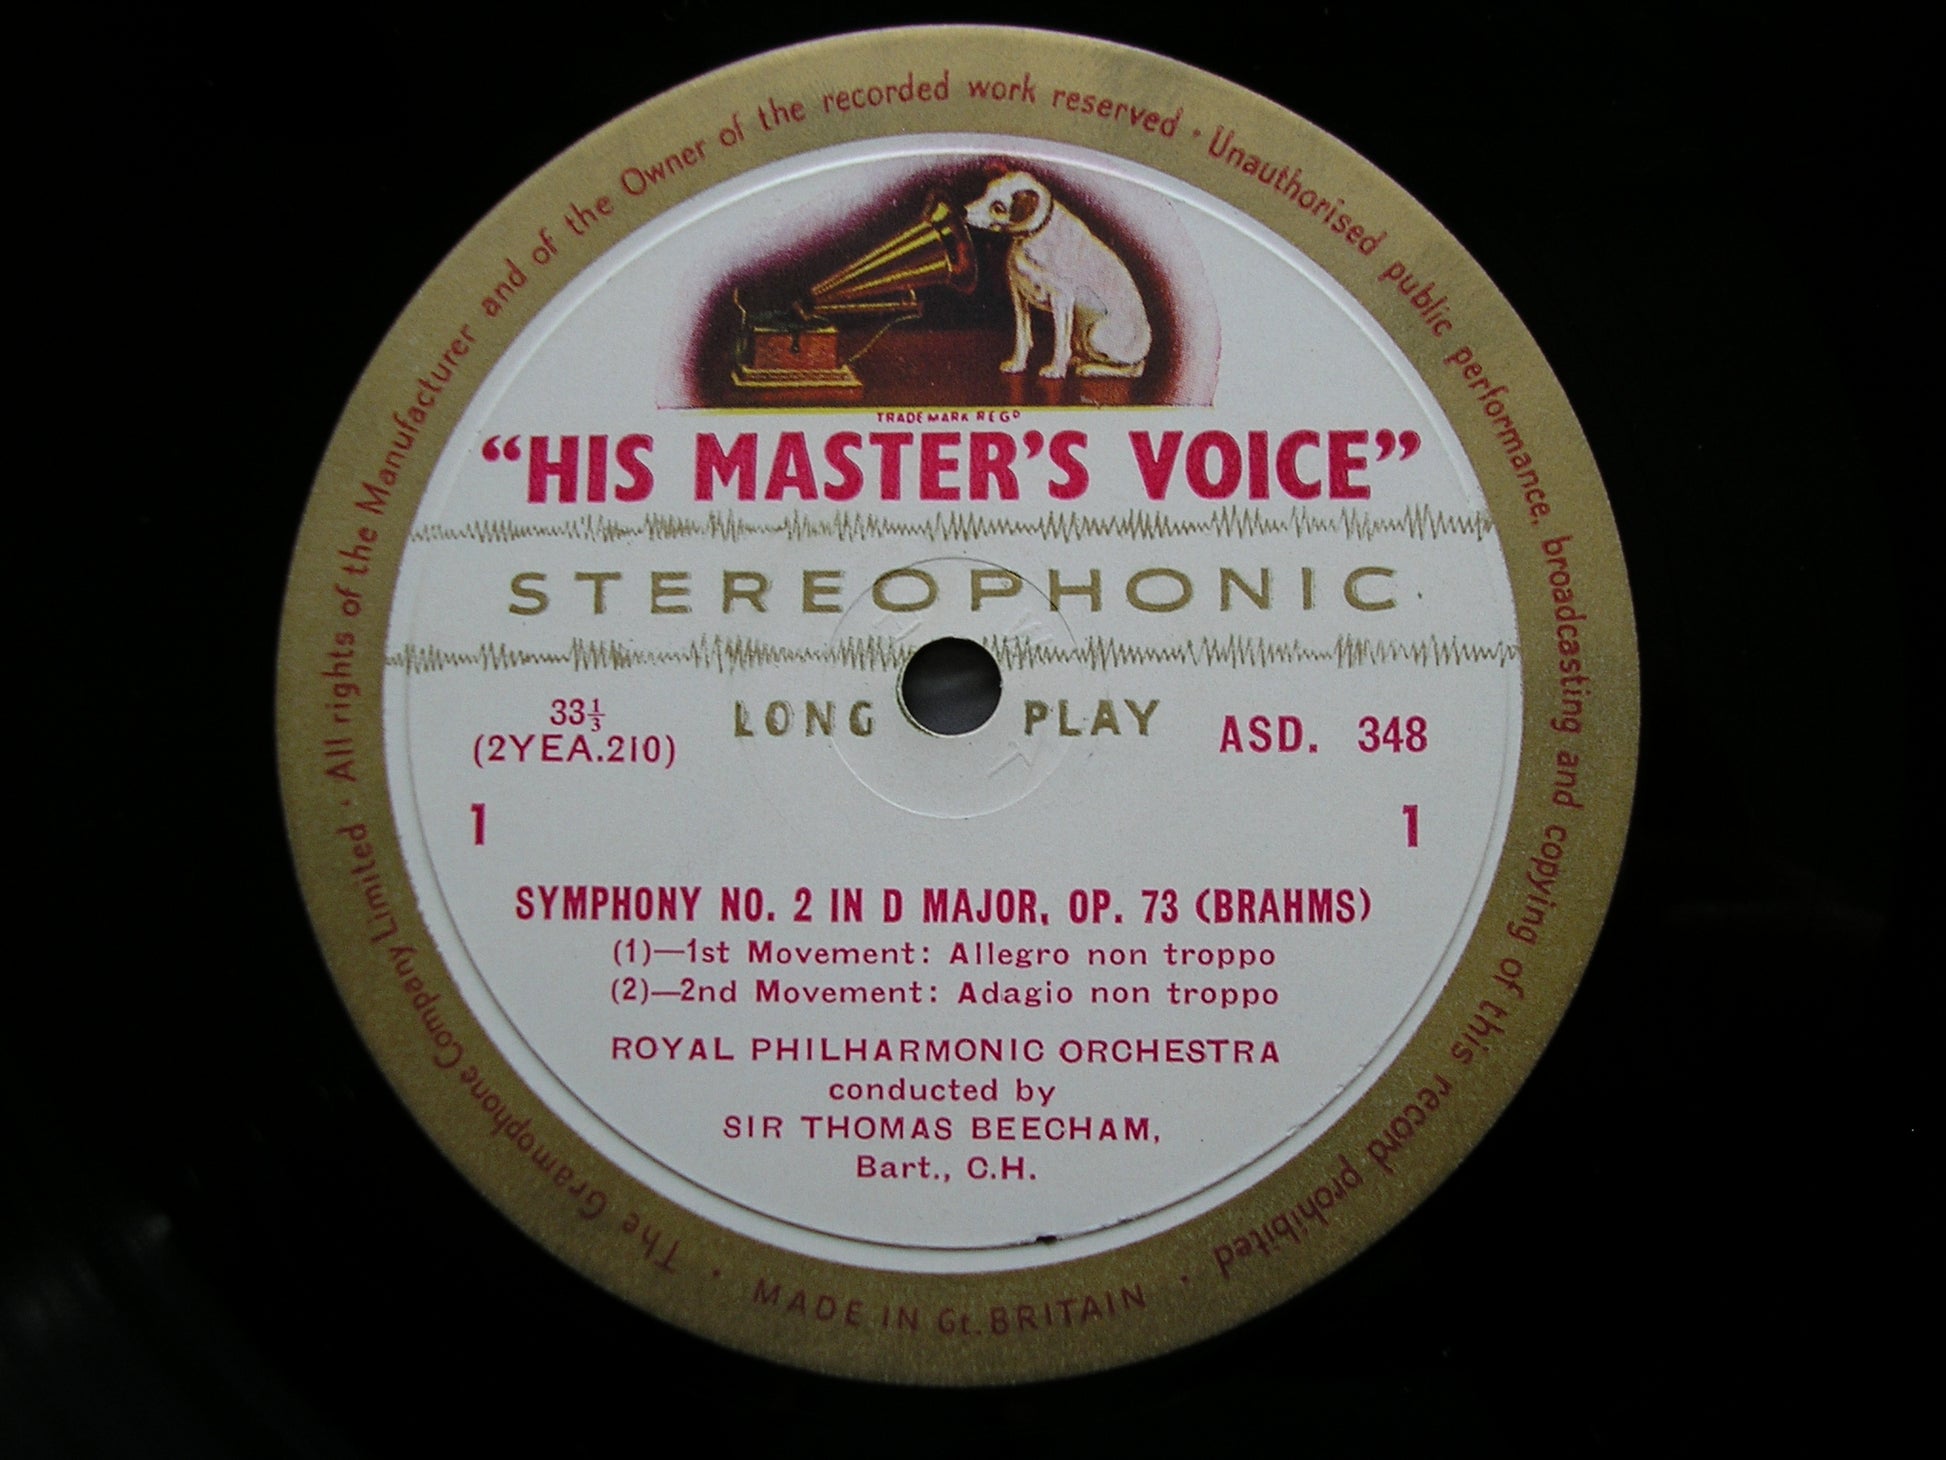 The Gramophone Company Limited · All rights of the Manufacturer and of the Owner of the recorded work reserved · Unauthorised public performance, broadcasting and copying of this record prohibited ·
TRADE MARK REGD
“HIS MASTER'S VOICE”
STEREOPHONIC
33⅓ LONG PLAY ASD. 348
(2YEA.210)
1 1
SYMPHONY NO. 2 IN D MAJOR, OP. 73 (BRAHMS)
(1)—1st Movement: Allegro non troppo
(2)—2nd Movement: Adagio non troppo
ROYAL PHILHARMONIC ORCHESTRA
conducted by
SIR THOMAS BEECHAM,
Bart., C.H.
MADE IN Gt. BRITAIN ·